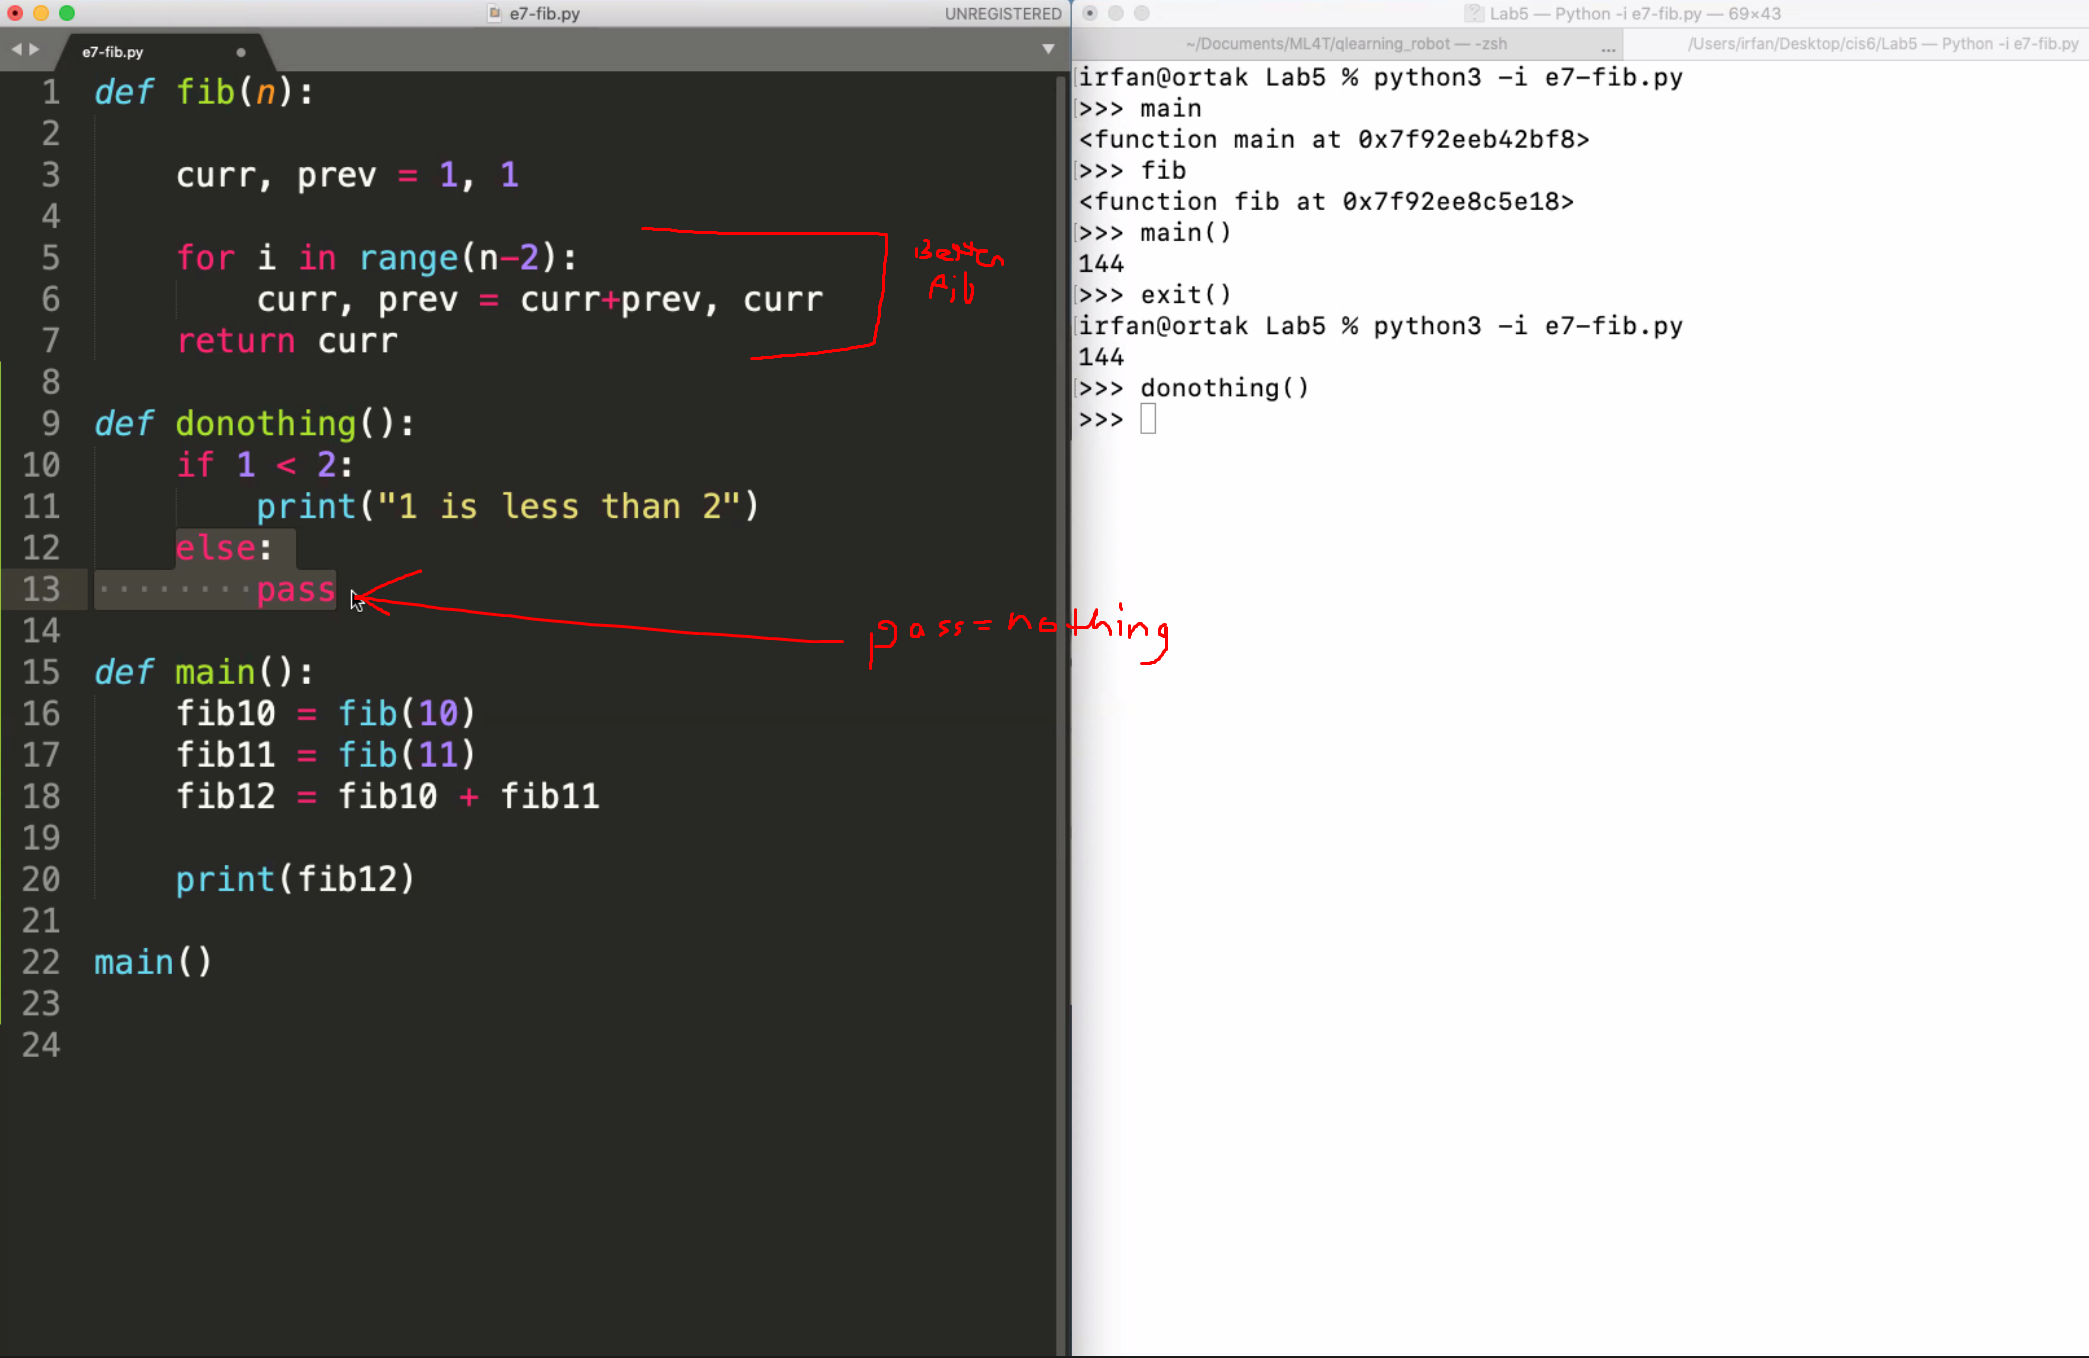 e7-fib.py
UNREGISTERED
e7-fib.py
1 def fib(n):
2
3     curr, prev = 1, 1
4
5     for i in range(n-2):
6         curr, prev = curr+prev, curr
7     return curr
8
9 def donothing():
10     if 1 < 2:
11         print("1 is less than 2")
12     else:
13 ········pass
14
15 def main():
16     fib10 = fib(10)
17     fib11 = fib(11)
18     fib12 = fib10 + fib11
19
20     print(fib12)
21
22 main()
23
24
Better
fib
pass = nothing
Lab5 — Python -i e7-fib.py — 69×43
~/Documents/ML4T/qlearning_robot — -zsh ...
/Users/irfan/Desktop/cis6/Lab5 — Python -i e7-fib.py
irfan@ortak Lab5 % python3 -i e7-fib.py
>>> main
<function main at 0x7f92eeb42bf8>
>>> fib
<function fib at 0x7f92ee8c5e18>
>>> main()
144
>>> exit()
irfan@ortak Lab5 % python3 -i e7-fib.py
144
>>> donothing()
>>>